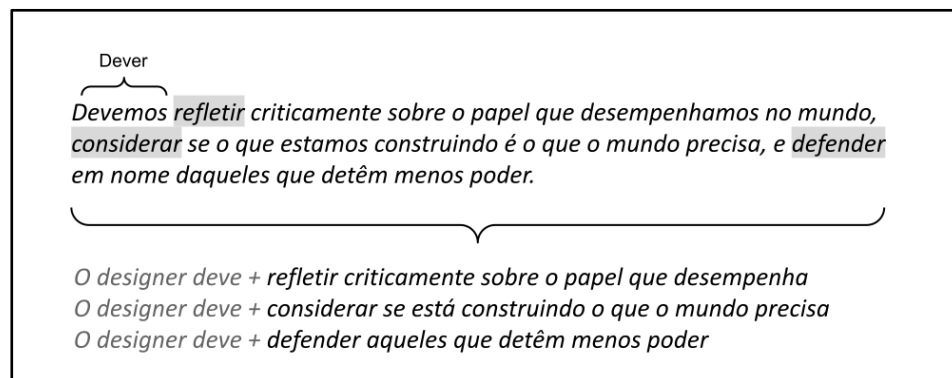 Dever
Devemos refletir criticamente sobre o papel que desempenhamos no mundo,
considerar se o que estamos construindo é o que o mundo precisa, e defender
em nome daqueles que detêm menos poder.
O designer deve + refletir criticamente sobre o papel que desempenha
O designer deve + considerar se está construindo o que o mundo precisa
O designer deve + defender aqueles que detêm menos poder